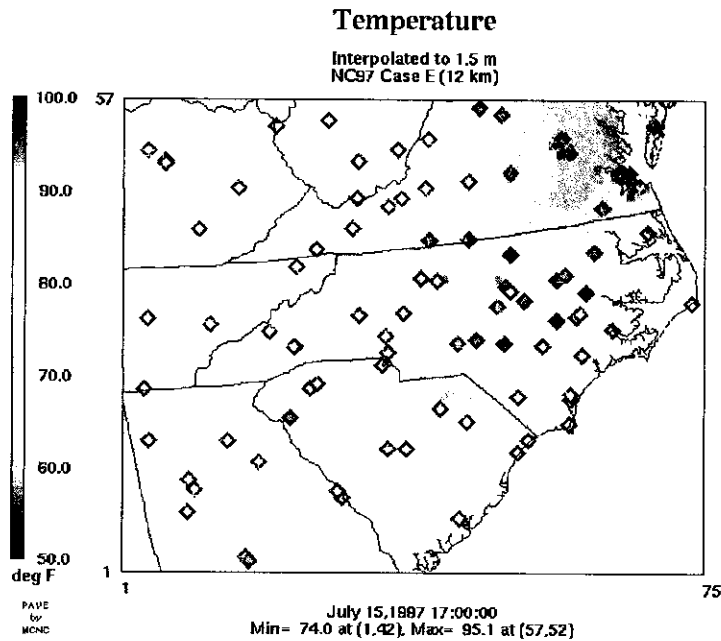 Temperature
Interpolated to 1.5 m
NC97 Case E (12 km)
100.0
90.0
80.0
70.0
60.0
50.0
deg F
57
1
1
75
PAVE
by
MCNC
July 15,1997 17:00:00
Min= 74.0 at (1,42), Max= 95.1 at (57,52)